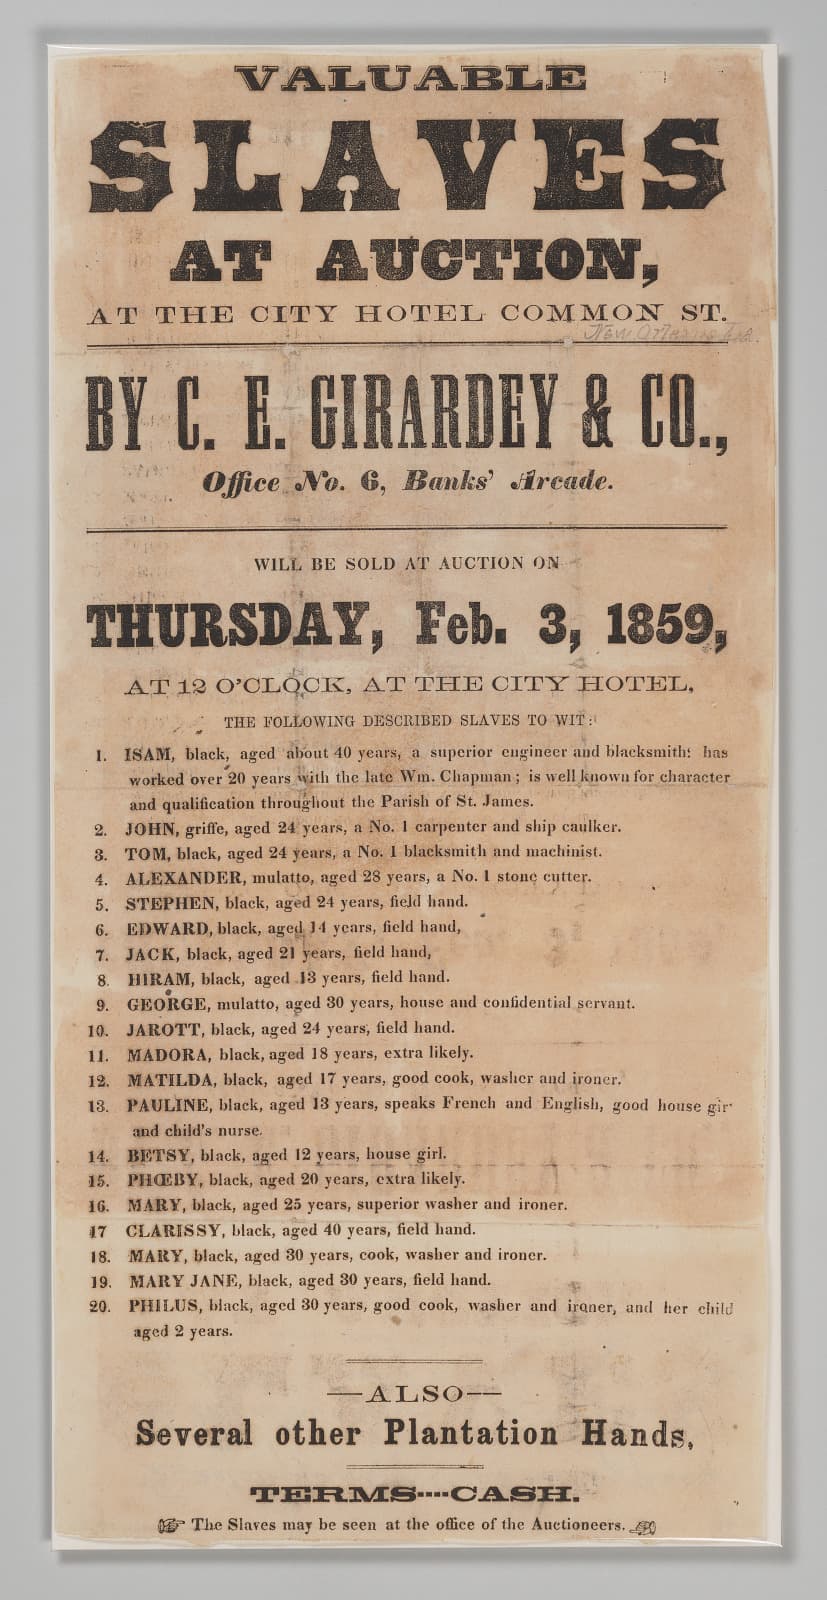 VALUABLE
SLAVES
AT AUCTION,
AT THE CITY HOTEL COMMON ST.
New Orleans La.
BY C. E. GIRARDEY & CO.,
Office No. 6, Banks' Arcade.
WILL BE SOLD AT AUCTION ON
THURSDAY, Feb. 3, 1859,
AT 12 O'CLOCK, AT THE CITY HOTEL,
THE FOLLOWING DESCRIBED SLAVES TO WIT:
1. ISAM, black, aged about 40 years, a superior engineer and blacksmith: has
worked over 20 years with the late Wm. Chapman; is well known for character
and qualification throughout the Parish of St. James.
2. JOHN, griffe, aged 24 years, a No. 1 carpenter and ship caulker.
3. TOM, black, aged 24 years, a No. 1 blacksmith and machinist.
4. ALEXANDER, mulatto, aged 28 years, a No. 1 stone cutter.
5. STEPHEN, black, aged 24 years, field hand.
6. EDWARD, black, aged 14 years, field hand,
7. JACK, black, aged 21 years, field hand,
8. HIRAM, black, aged 13 years, field hand.
9. GEORGE, mulatto, aged 30 years, house and confidential servant.
10. JAROTT, black, aged 24 years, field hand.
11. MADORA, black, aged 18 years, extra likely.
12. MATILDA, black, aged 17 years, good cook, washer and ironer.
13. PAULINE, black, aged 13 years, speaks French and English, good house gir
and child's nurse.
14. BETSY, black, aged 12 years, house girl.
15. PHŒBY, black, aged 20 years, extra likely.
16. MARY, black, aged 25 years, superior washer and ironer.
17 CLARISSY, black, aged 40 years, field hand.
18. MARY, black, aged 30 years, cook, washer and ironer.
19. MARY JANE, black, aged 30 years, field hand.
20. PHILUS, black, aged 30 years, good cook, washer and ironer, and her child
aged 2 years.
—ALSO—
Several other Plantation Hands,
TERMS····CASH.
☞ The Slaves may be seen at the office of the Auctioneers. ☜